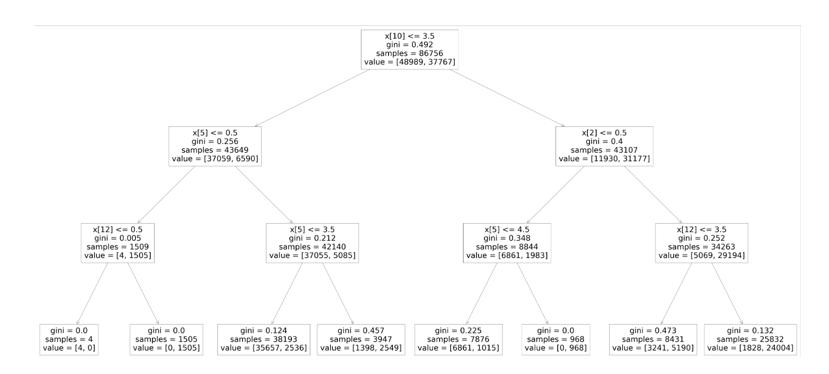 x[10] <= 3.5
gini = 0.492
samples = 86756
value = [48989, 37767]
x[5] <= 0.5
gini = 0.256
samples = 43649
value = [37059, 6590]
x[2] <= 0.5
gini = 0.4
samples = 43107
value = [11930, 31177]
x[12] <= 0.5
gini = 0.005
samples = 1509
value = [4, 1505]
x[5] <= 3.5
gini = 0.212
samples = 42140
value = [37055, 5085]
x[5] <= 4.5
gini = 0.348
samples = 8844
value = [6861, 1983]
x[12] <= 3.5
gini = 0.252
samples = 34263
value = [5069, 29194]
gini = 0.0
samples = 4
value = [4, 0]
gini = 0.0
samples = 1505
value = [0, 1505]
gini = 0.124
samples = 38193
value = [35657, 2536]
gini = 0.457
samples = 3947
value = [1398, 2549]
gini = 0.225
samples = 7876
value = [6861, 1015]
gini = 0.0
samples = 968
value = [0, 968]
gini = 0.473
samples = 8431
value = [3241, 5190]
gini = 0.132
samples = 25832
value = [1828, 24004]